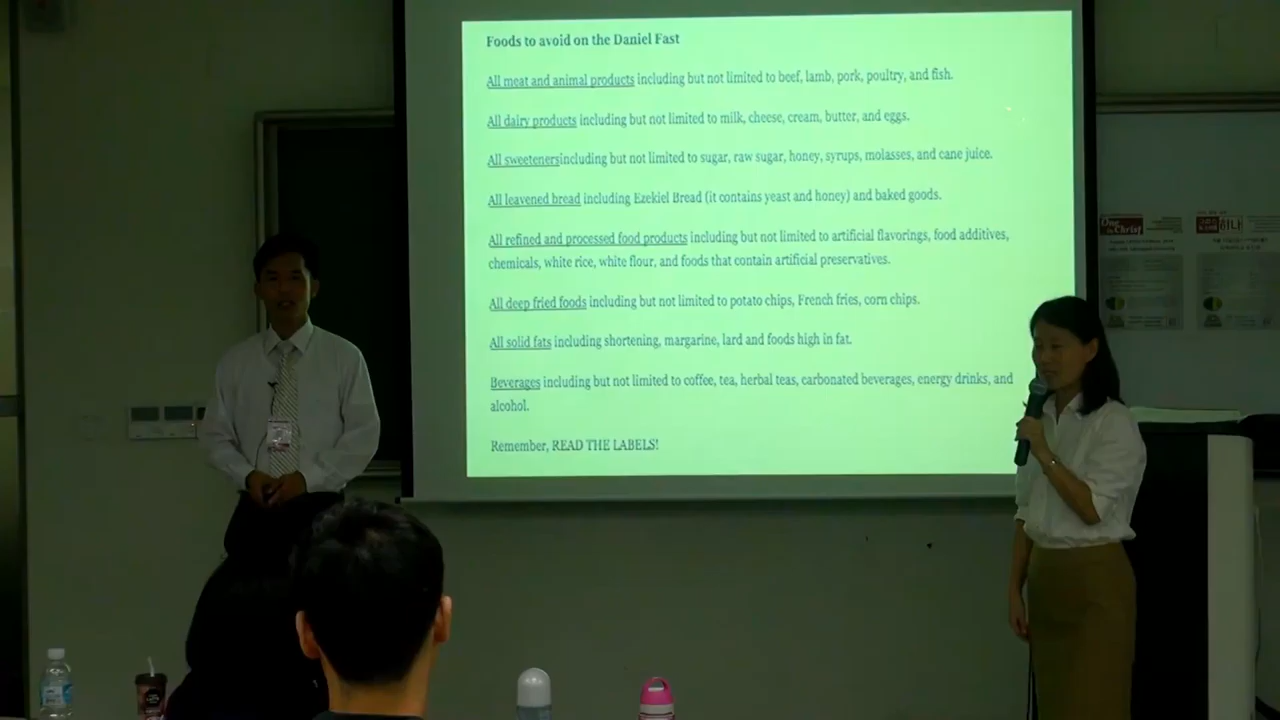 Foods to avoid on the Daniel Fast
All meat and animal products including but not limited to beef, lamb, pork, poultry, and fish.
All dairy products including but not limited to milk, cheese, cream, butter, and eggs.
All sweetenersincluding but not limited to sugar, raw sugar, honey, syrups, molasses, and cane juice.
All leavened bread including Ezekiel Bread (it contains yeast and honey) and baked goods.
All refined and processed food products including but not limited to artificial flavorings, food additives,
chemicals, white rice, white flour, and foods that contain artificial preservatives.
All deep fried foods including but not limited to potato chips, French fries, corn chips.
All solid fats including shortening, margarine, lard and foods high in fat.
Beverages including but not limited to coffee, tea, herbal teas, carbonated beverages, energy drinks, and
alcohol.
Remember, READ THE LABELS!
One
in Christ
하나